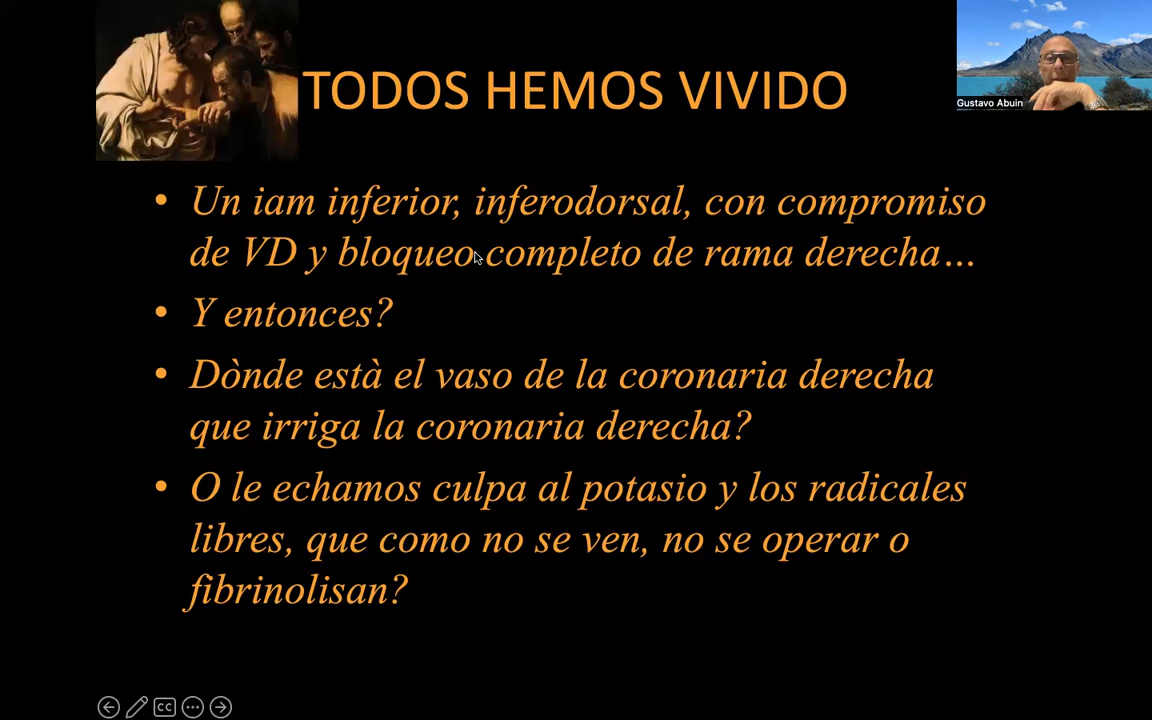 TODOS HEMOS VIVIDO
Gustavo Abuin
• Un iam inferior, inferodorsal, con compromiso
de VD y bloqueo completo de rama derecha…
• Y entonces?
• Dònde està el vaso de la coronaria derecha
que irriga la coronaria derecha?
• O le echamos culpa al potasio y los radicales
libres, que como no se ven, no se operar o
fibrinolisan?
CC